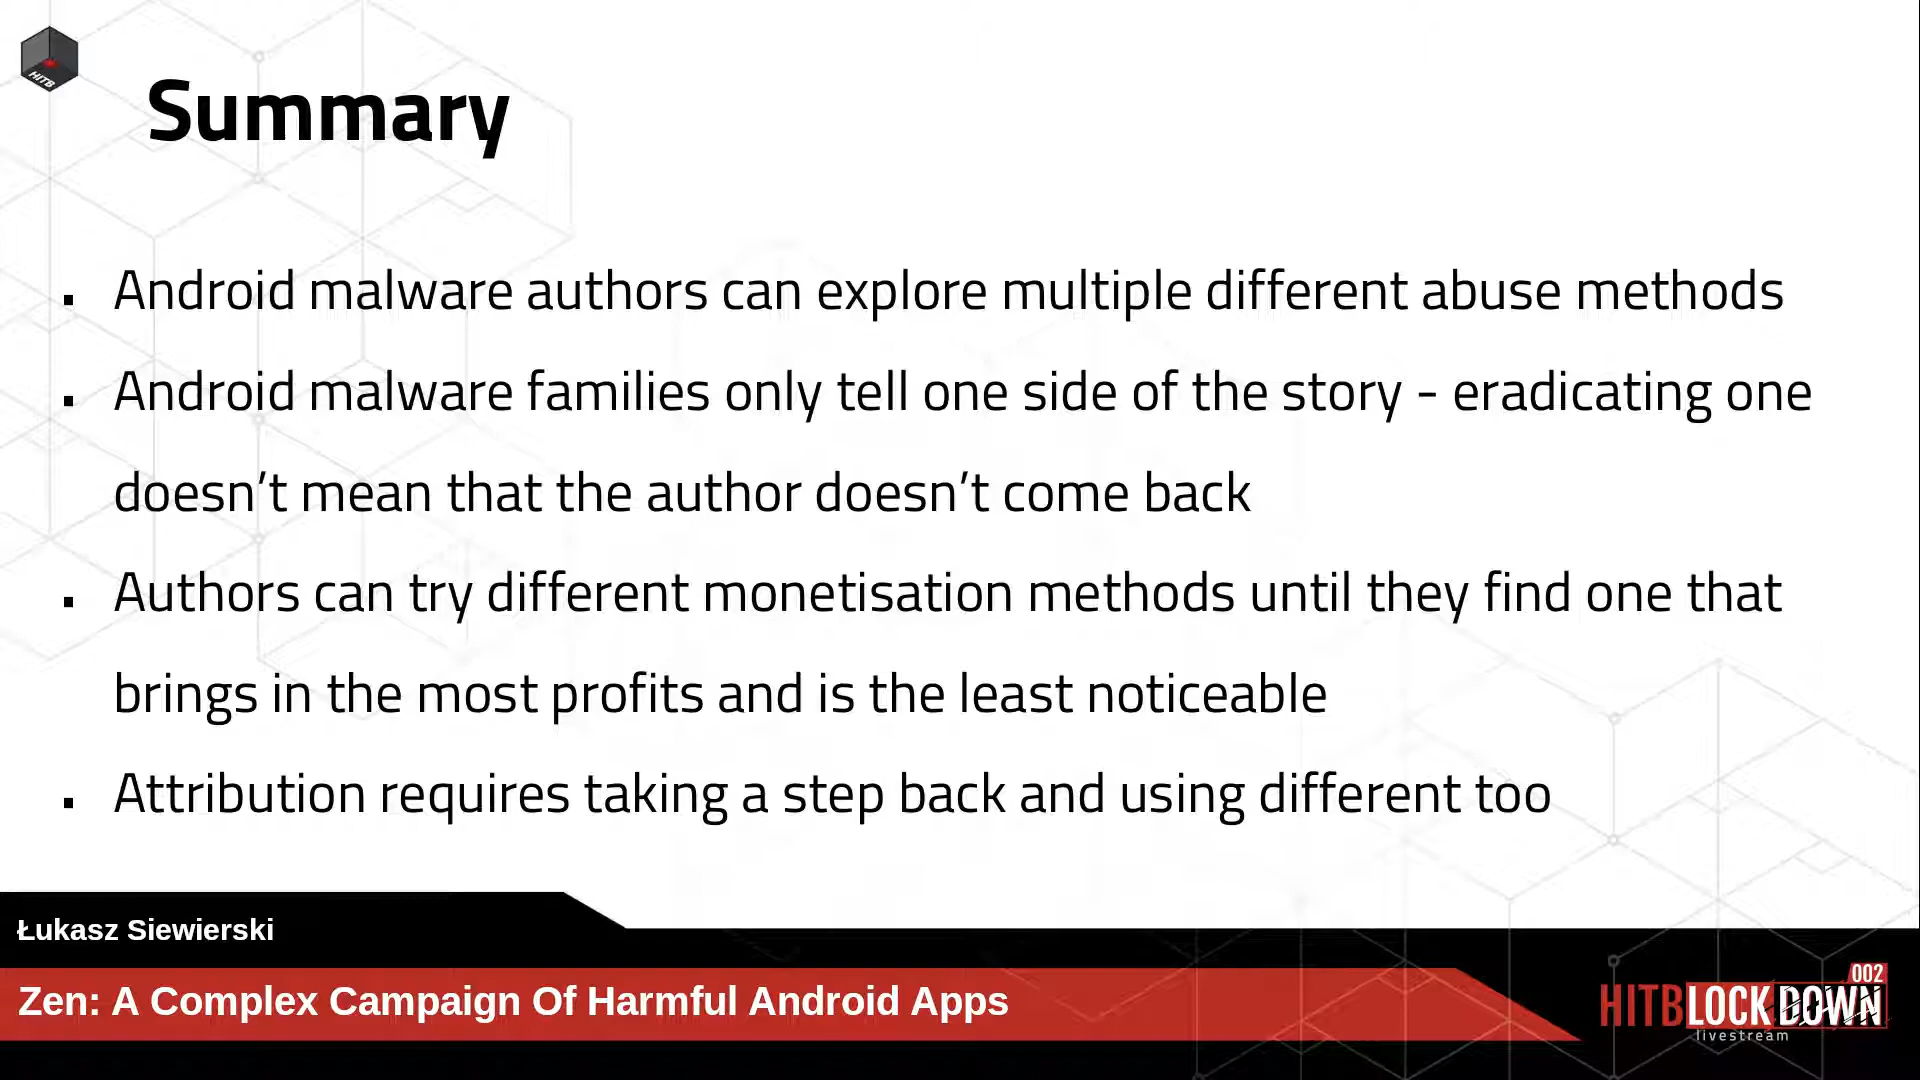 HITB
Summary
▪ Android malware authors can explore multiple different abuse methods
▪ Android malware families only tell one side of the story - eradicating one
doesn’t mean that the author doesn’t come back
▪ Authors can try different monetisation methods until they find one that
brings in the most profits and is the least noticeable
▪ Attribution requires taking a step back and using different too
Łukasz Siewierski
Zen: A Complex Campaign Of Harmful Android Apps
002
HITBLOCKDOWN
livestream